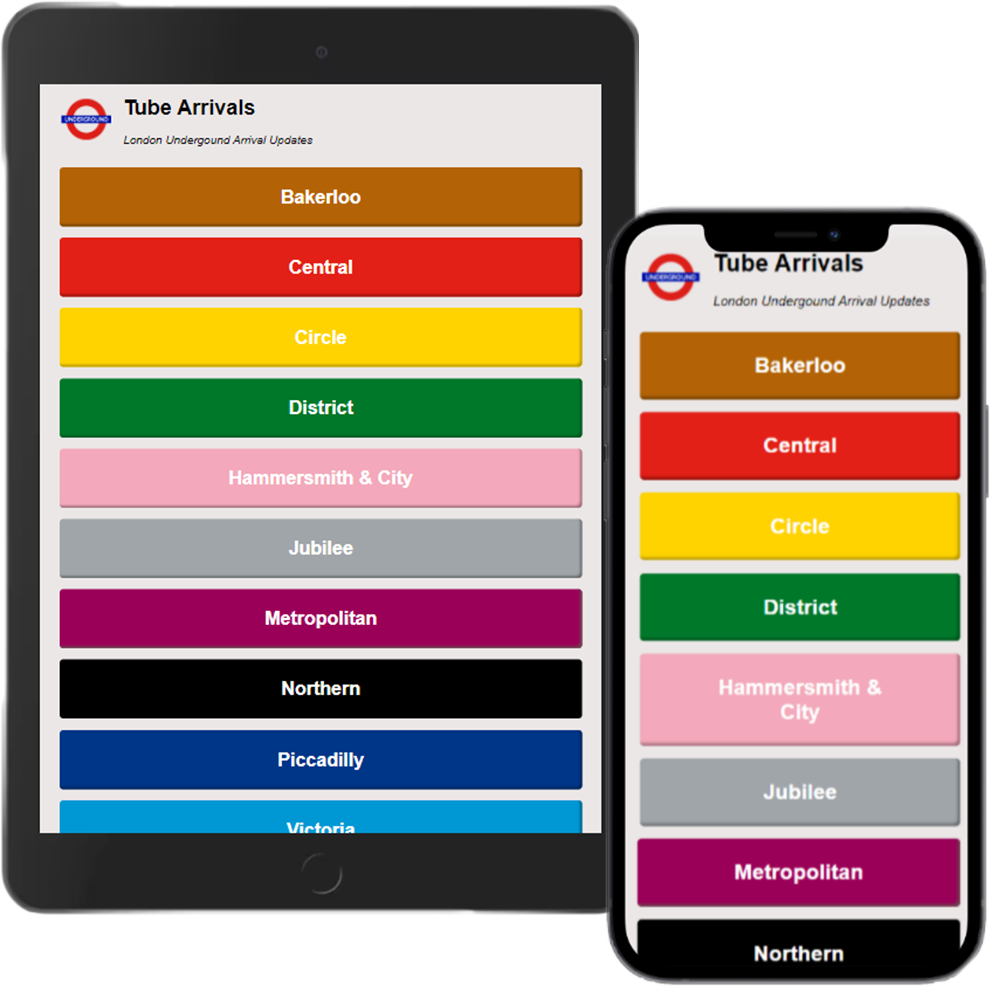 Tube Arrivals
UNDERGROUND
London Undergound Arrival Updates
Bakerloo
Central
Circle
District
Hammersmith & City
Jubilee
Metropolitan
Northern
Piccadilly
Victoria
Tube Arrivals
UNDERGROUND
London Undergound Arrival Updates
Bakerloo
Central
Circle
District
Hammersmith &
City
Jubilee
Metropolitan
Northern